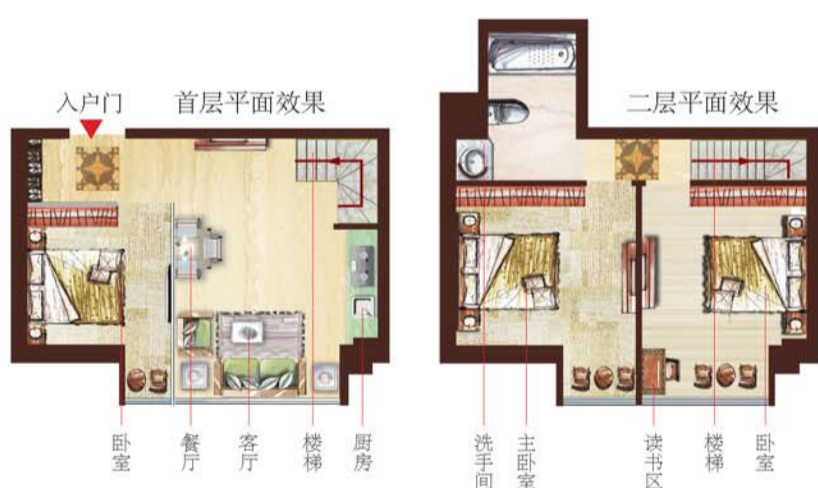 入户门
首层平面效果
二层平面效果
卧室
餐厅
客厅
楼梯
厨房
洗手间
主卧室
读书区
楼梯
卧室